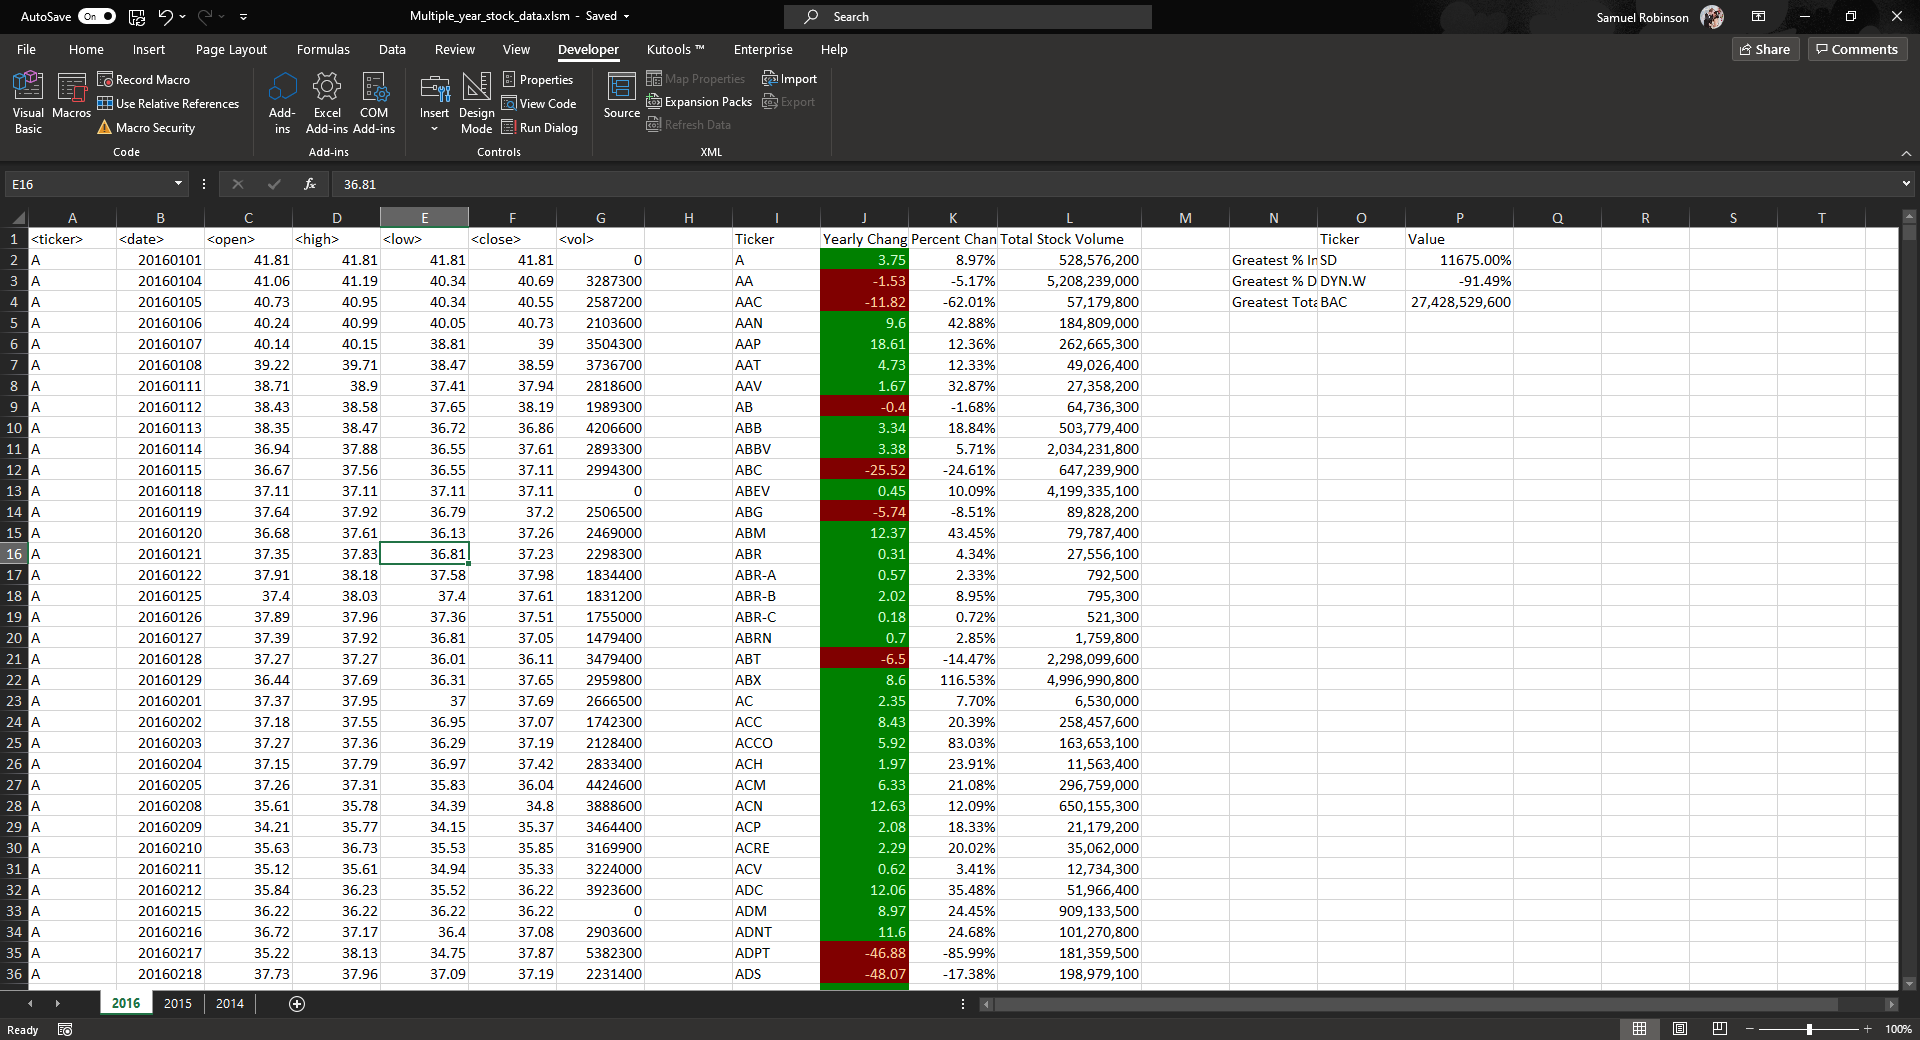 AutoSave On Multiple_year_stock_data.xlsm - Saved Search Samuel Robinson
File Home Insert Page Layout Formulas Data Review View Developer Kutools ™ Enterprise Help Share Comments
Visual Basic
Macros
Record Macro
Use Relative References
Macro Security
Code
Add-ins
Excel Add-ins
COM Add-ins
Add-ins
Insert
Design Mode
Properties
View Code
Run Dialog
Controls
Source
Map Properties
Expansion Packs
Refresh Data
Import
Export
XML
E16 fx 36.81
A B C D E F G H I J K L M N O P Q R S T
1 <ticker> <date> <open> <high> <low> <close> <vol> Ticker Yearly Chang Percent Chan Total Stock Volume Ticker Value
2 A 20160101 41.81 41.81 41.81 41.81 0 A 3.75 8.97% 528,576,200 Greatest % In SD 11675.00%
3 A 20160104 41.06 41.19 40.34 40.69 3287300 AA -1.53 -5.17% 5,208,239,000 Greatest % D DYN.W -91.49%
4 A 20160105 40.73 40.95 40.34 40.55 2587200 AAC -11.82 -62.01% 57,179,800 Greatest Tota BAC 27,428,529,600
5 A 20160106 40.24 40.99 40.05 40.73 2103600 AAN 9.6 42.88% 184,809,000
6 A 20160107 40.14 40.15 38.81 39 3504300 AAP 18.61 12.36% 262,665,300
7 A 20160108 39.22 39.71 38.47 38.59 3736700 AAT 4.73 12.33% 49,026,400
8 A 20160111 38.71 38.9 37.41 37.94 2818600 AAV 1.67 32.87% 27,358,200
9 A 20160112 38.43 38.58 37.65 38.19 1989300 AB -0.4 -1.68% 64,736,300
10 A 20160113 38.35 38.47 36.72 36.86 4206600 ABB 3.34 18.84% 503,779,400
11 A 20160114 36.94 37.88 36.55 37.61 2893300 ABBV 3.38 5.71% 2,034,231,800
12 A 20160115 36.67 37.56 36.55 37.11 2994300 ABC -25.52 -24.61% 647,239,900
13 A 20160118 37.11 37.11 37.11 37.11 0 ABEV 0.45 10.09% 4,199,335,100
14 A 20160119 37.64 37.92 36.79 37.2 2506500 ABG -5.74 -8.51% 89,828,200
15 A 20160120 36.68 37.61 36.13 37.26 2469000 ABM 12.37 43.45% 79,787,400
16 A 20160121 37.35 37.83 36.81 37.23 2298300 ABR 0.31 4.34% 27,556,100
17 A 20160122 37.91 38.18 37.58 37.98 1834400 ABR-A 0.57 2.33% 792,500
18 A 20160125 37.4 38.03 37.4 37.61 1831200 ABR-B 2.02 8.95% 795,300
19 A 20160126 37.89 37.96 37.36 37.51 1755000 ABR-C 0.18 0.72% 521,300
20 A 20160127 37.39 37.92 36.81 37.05 1479400 ABRN 0.7 2.85% 1,759,800
21 A 20160128 37.27 37.27 36.01 36.11 3479400 ABT -6.5 -14.47% 2,298,099,600
22 A 20160129 36.44 37.69 36.31 37.65 2959800 ABX 8.6 116.53% 4,996,990,800
23 A 20160201 37.37 37.95 37 37.69 2666500 AC 2.35 7.70% 6,530,000
24 A 20160202 37.18 37.55 36.95 37.07 1742300 ACC 8.43 20.39% 258,457,600
25 A 20160203 37.27 37.36 36.29 37.19 2128400 ACCO 5.92 83.03% 163,653,100
26 A 20160204 37.15 37.79 36.97 37.42 2833400 ACH 1.97 23.91% 11,563,400
27 A 20160205 37.26 37.31 35.83 36.04 4424600 ACM 6.33 21.08% 296,759,000
28 A 20160208 35.61 35.78 34.39 34.8 3888600 ACN 12.63 12.09% 650,155,300
29 A 20160209 34.21 35.77 34.15 35.37 3464400 ACP 2.08 18.33% 21,179,200
30 A 20160210 35.63 36.73 35.53 35.85 3169900 ACRE 2.29 20.02% 35,062,000
31 A 20160211 35.12 35.61 34.94 35.33 3224000 ACV 0.62 3.41% 12,734,300
32 A 20160212 35.84 36.23 35.52 36.22 3923600 ADC 12.06 35.48% 51,966,400
33 A 20160215 36.22 36.22 36.22 36.22 0 ADM 8.97 24.45% 909,133,500
34 A 20160216 36.72 37.17 36.4 37.08 2903600 ADNT 11.6 24.68% 101,270,800
35 A 20160217 35.22 38.13 34.75 37.87 5382300 ADPT -46.88 -85.99% 181,359,500
36 A 20160218 37.73 37.96 37.09 37.19 2231400 ADS -48.07 -17.38% 198,979,100
2016 2015 2014
Ready 100%